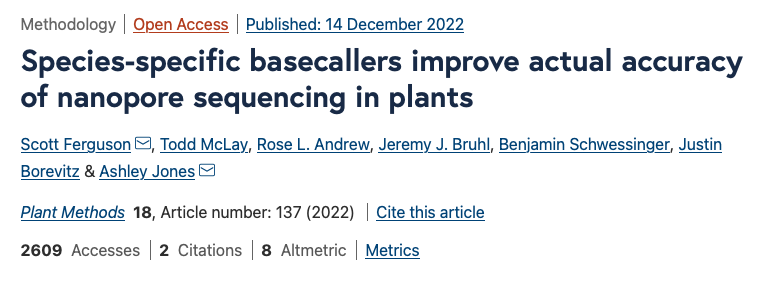 Methodology | Open Access | Published: 14 December 2022
Species-specific basecallers improve actual accuracy
of nanopore sequencing in plants
Scott Ferguson, Todd McLay, Rose L. Andrew, Jeremy J. Bruhl, Benjamin Schwessinger, Justin
Borevitz & Ashley Jones
Plant Methods 18, Article number: 137 (2022) | Cite this article
2609 Accesses | 2 Citations | 8 Altmetric | Metrics